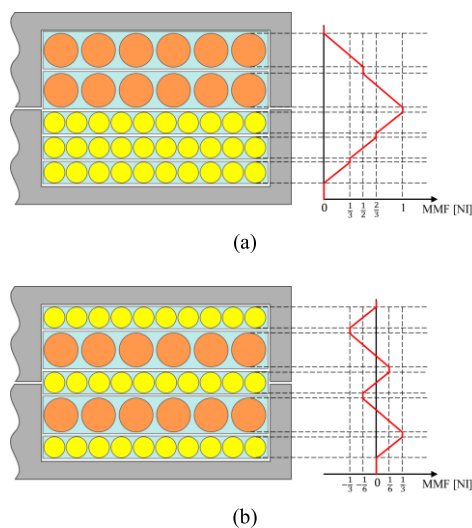 0 1/3 1/2 2/3 1 MMF [NI]
(a)
-1/3 -1/6 0 1/6 1/3 MMF [NI]
(b)